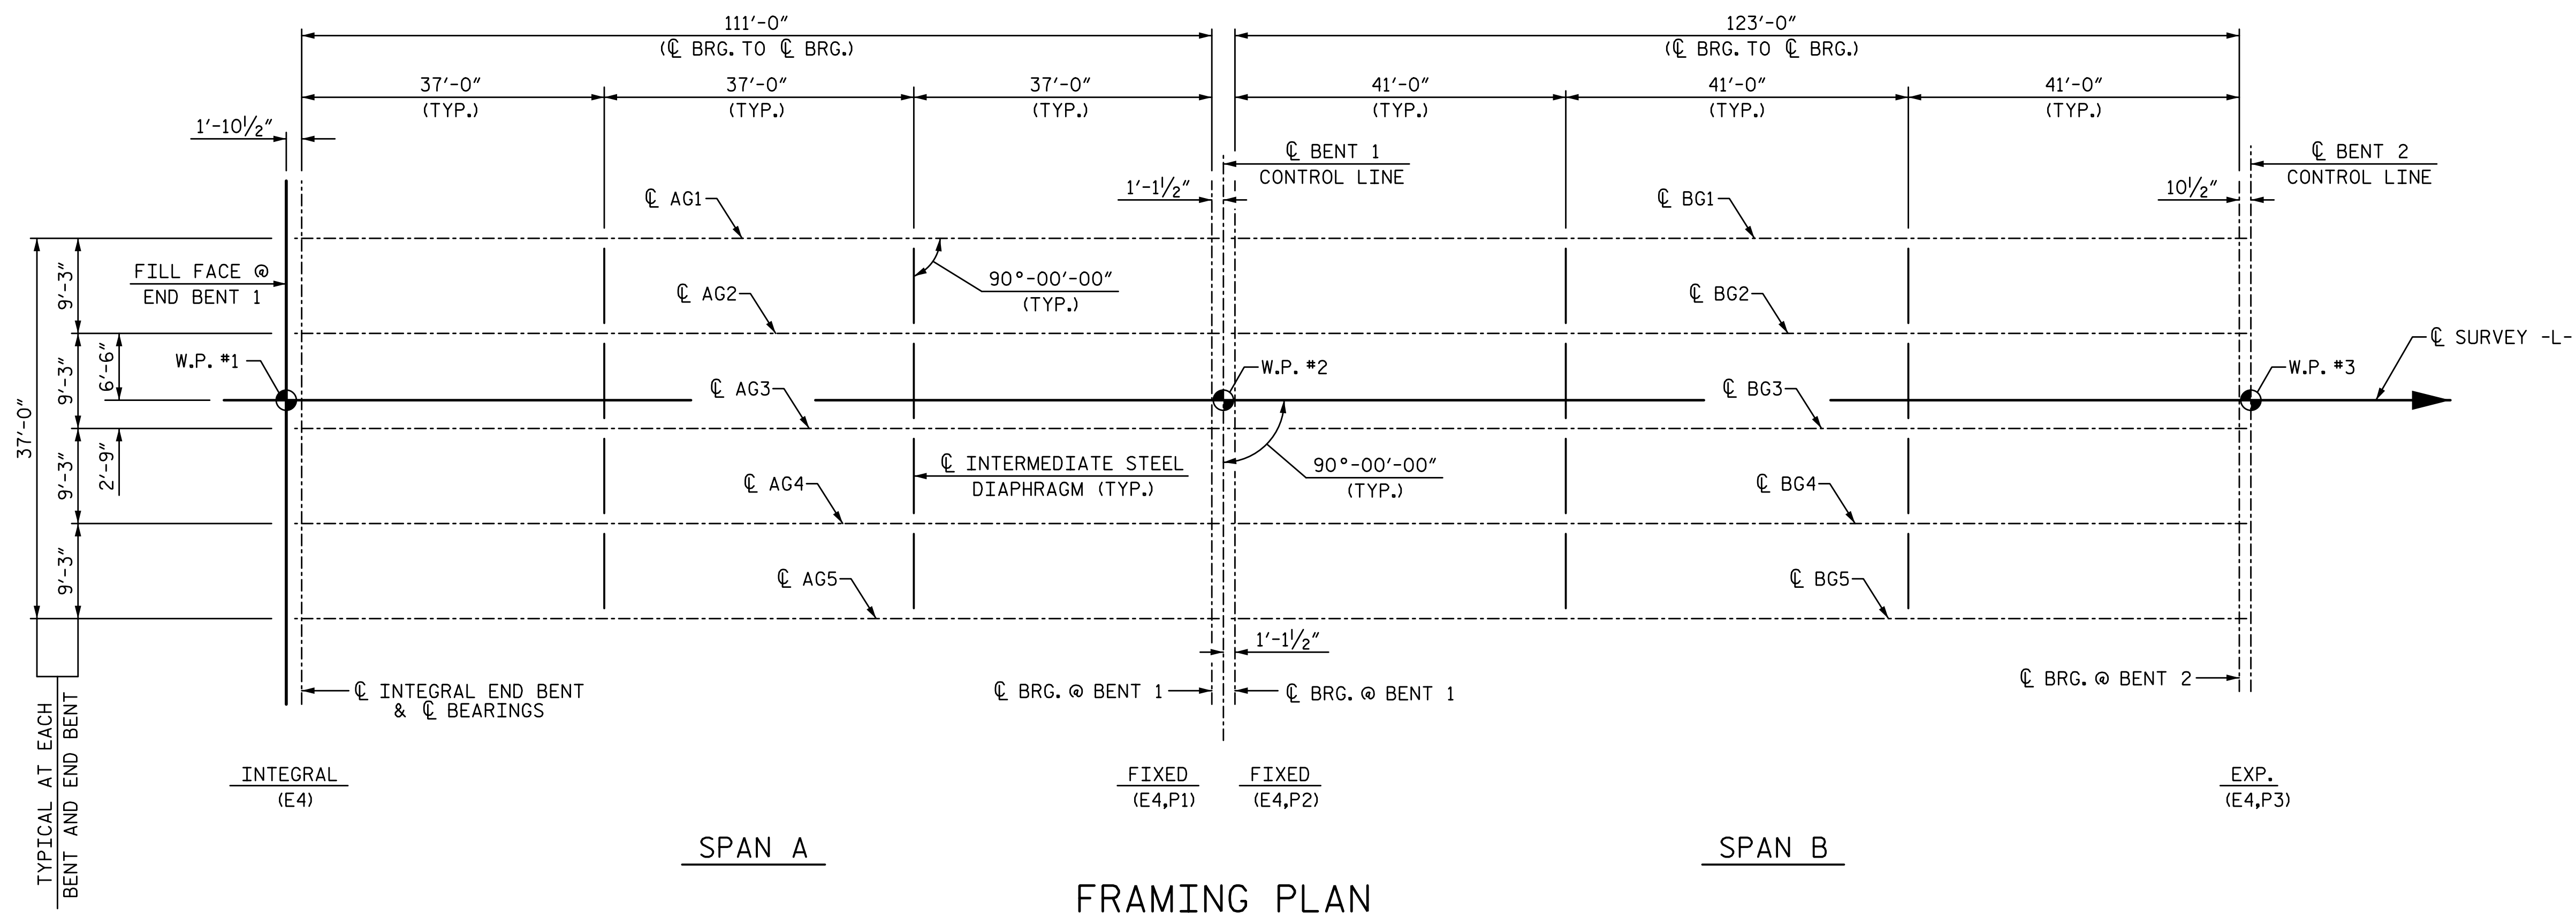 111'-0"
(℄ BRG. TO ℄ BRG.)
123'-0"
(℄ BRG. TO ℄ BRG.)
37'-0"
(TYP.)
37'-0"
(TYP.)
37'-0"
(TYP.)
41'-0"
(TYP.)
41'-0"
(TYP.)
41'-0"
(TYP.)
1'-10½"
℄ BENT 1
CONTROL LINE
℄ BENT 2
CONTROL LINE
1'-1½"
10½"
℄ AG1
℄ BG1
FILL FACE @
END BENT 1
90°-00'-00"
(TYP.)
℄ AG2
℄ BG2
W.P. #1
W.P. #2
W.P. #3
℄ SURVEY -L-
℄ AG3
℄ BG3
9'-3"
9'-3"
9'-3"
9'-3"
6'-6"
2'-9"
37'-0"
℄ INTERMEDIATE STEEL
DIAPHRAGM (TYP.)
90°-00'-00"
(TYP.)
℄ AG4
℄ BG4
℄ AG5
℄ BG5
1'-1½"
℄ INTEGRAL END BENT
& ℄ BEARINGS
℄ BRG. @ BENT 1
℄ BRG. @ BENT 1
℄ BRG. @ BENT 2
TYPICAL AT EACH
BENT AND END BENT
INTEGRAL
(E4)
FIXED
(E4,P1)
FIXED
(E4,P2)
EXP.
(E4,P3)
SPAN A
SPAN B
FRAMING PLAN